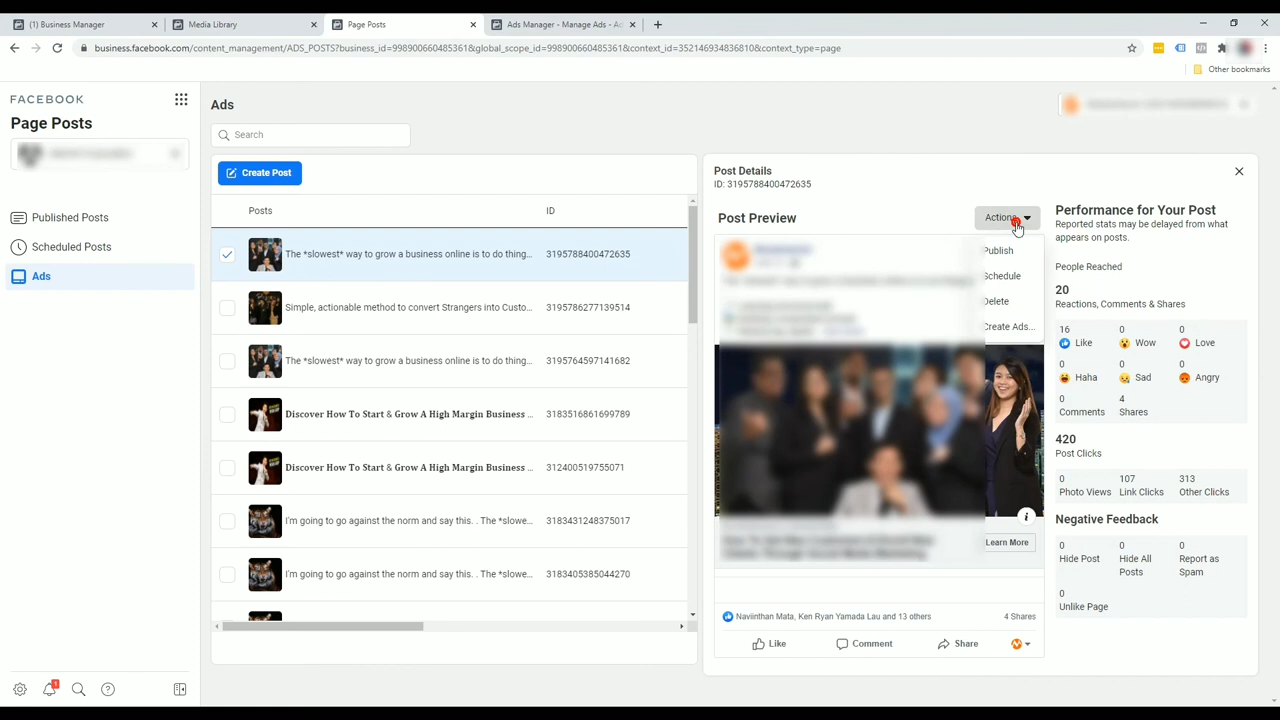 (1) Business Manager
Media Library
Page Posts
Ads Manager - Manage Ads - Ac
business.facebook.com/content_management/ADS_POSTS?business_id=998900660485361&global_scope_id=998900660485361&context_id=352146934836810&context_type=page
Other bookmarks
FACEBOOK
Page Posts
Published Posts
Scheduled Posts
Ads
1
Ads
Search
Create Post
Posts ID
The *slowest* way to grow a business online is to do thing... 3195788400472635
Simple, actionable method to convert Strangers into Custo... 3195786277139514
The *slowest* way to grow a business online is to do thing... 3195764597141682
Discover How To Start & Grow A High Margin Business ... 3183516861699789
Discover How To Start & Grow A High Margin Business ... 312400519755071
I'm going to go against the norm and say this. . The *slowe... 3183431248375017
I'm going to go against the norm and say this. . The *slowe... 3183405385044270
Post Details
ID: 3195788400472635
Post Preview
Actions
Publish
Schedule
Delete
Create Ads...
Learn More
Naviinthan Mata, Ken Ryan Yamada Lau and 13 others 4 Shares
Like Comment Share
Performance for Your Post
Reported stats may be delayed from what
appears on posts.
People Reached
20
Reactions, Comments & Shares
16 0 0
Like Wow Love
0 0 0
Haha Sad Angry
0 4
Comments Shares
420
Post Clicks
0 107 313
Photo Views Link Clicks Other Clicks
Negative Feedback
0 0 0
Hide Post Hide All Report as
Posts Spam
0
Unlike Page